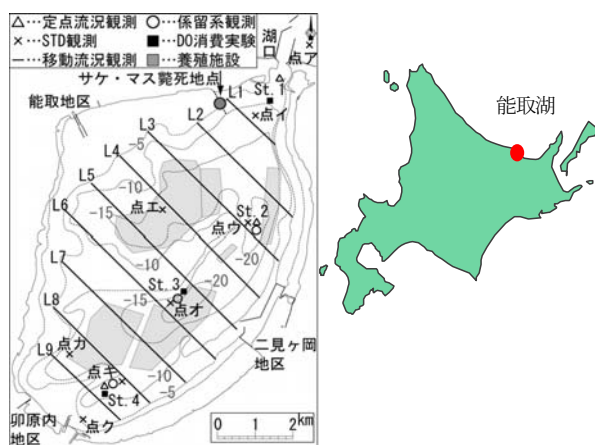 △…定点流況観測 ○…係留系観測
×…STD観測 ■…DO消費実験
—…移動流況観測 ■…養殖施設
サケ・マス斃死地点
湖口
点ア
能取地区
L1
St.1
点イ
L2
L3
-5
L4
-10
L5
-15
点エ
St.2
点ウ
L6
-10
-20
L7
St.3
-20
-15
点オ
L8
点カ
二見ヶ岡
地区
L9
点キ
-10
-5
St.4
卯原内
地区
点ク
0 1 2km
能取湖